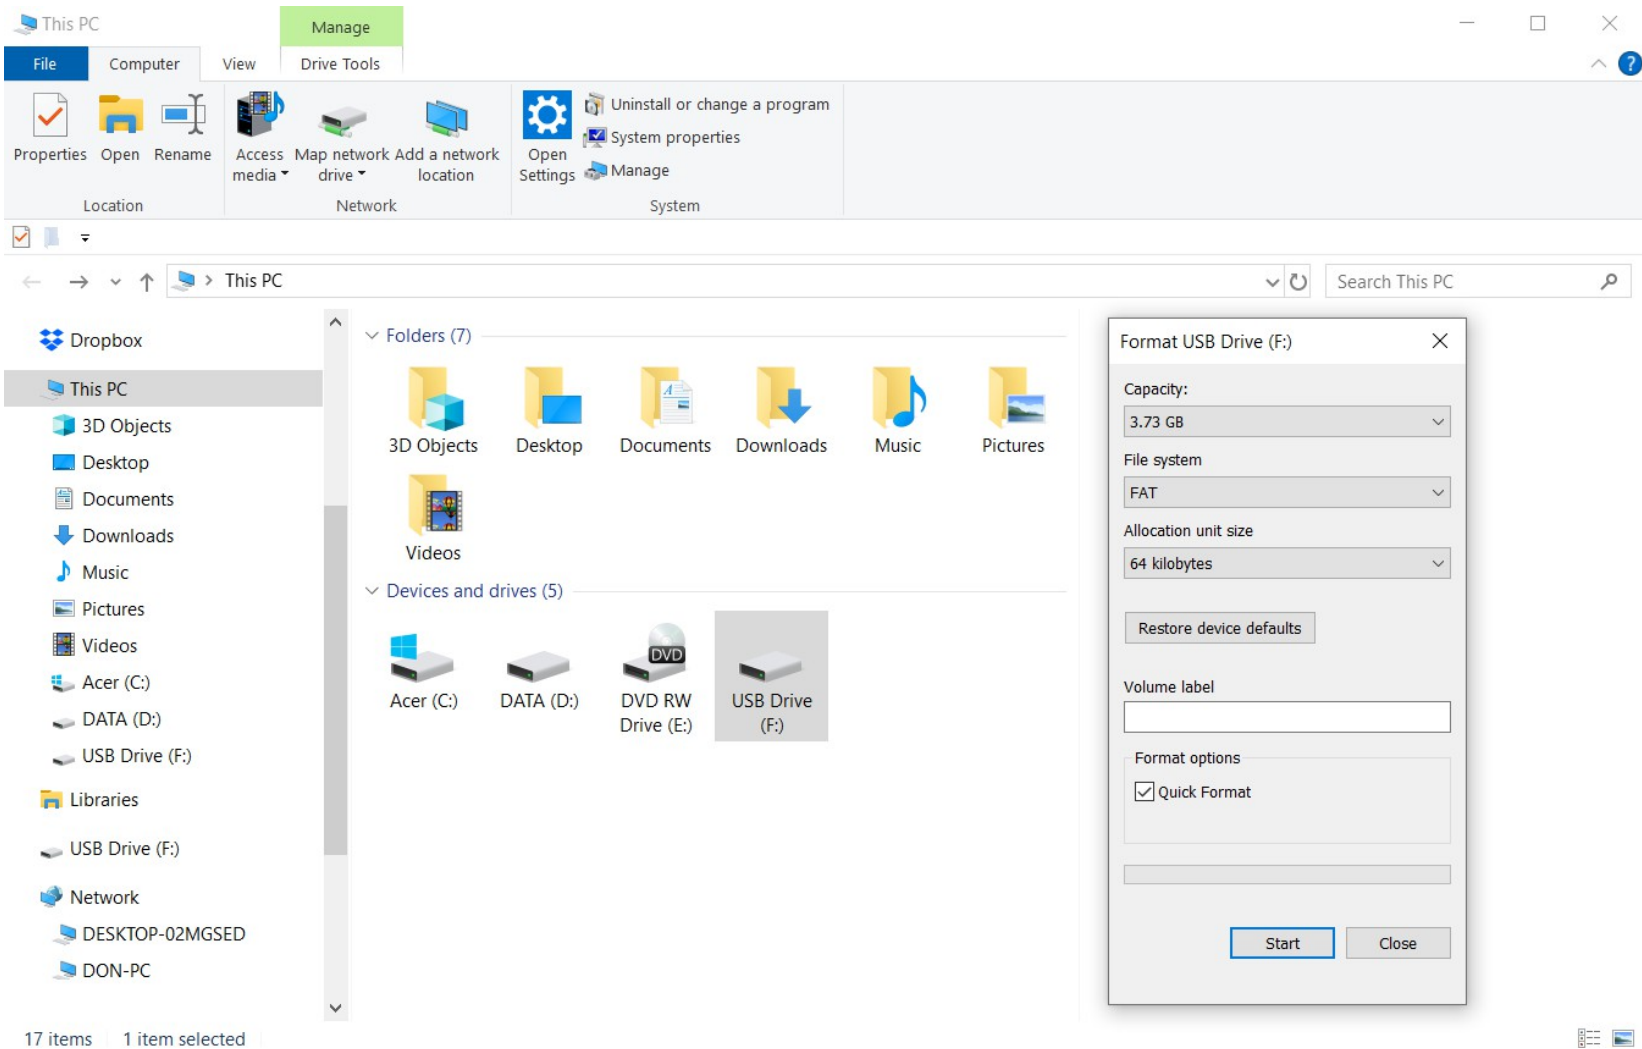 This PC
Manage
File
Computer
View
Drive Tools
?
Properties
Open
Rename
Access media
Map network drive
Add a network location
Open Settings
Uninstall or change a program
System properties
Manage
Location
Network
System
This PC
Search This PC
Dropbox
This PC
3D Objects
Desktop
Documents
Downloads
Music
Pictures
Videos
Acer (C:)
DATA (D:)
USB Drive (F:)
Libraries
USB Drive (F:)
Network
DESKTOP-02MGSED
DON-PC
Folders (7)
3D Objects
Desktop
Documents
Downloads
Music
Pictures
Videos
Devices and drives (5)
Acer (C:)
DATA (D:)
DVD
DVD RW
Drive (E:)
USB Drive
(F:)
Format USB Drive (F:)
Capacity:
3.73 GB
File system
FAT
Allocation unit size
64 kilobytes
Restore device defaults
Volume label
Format options
Quick Format
Start
Close
17 items
1 item selected